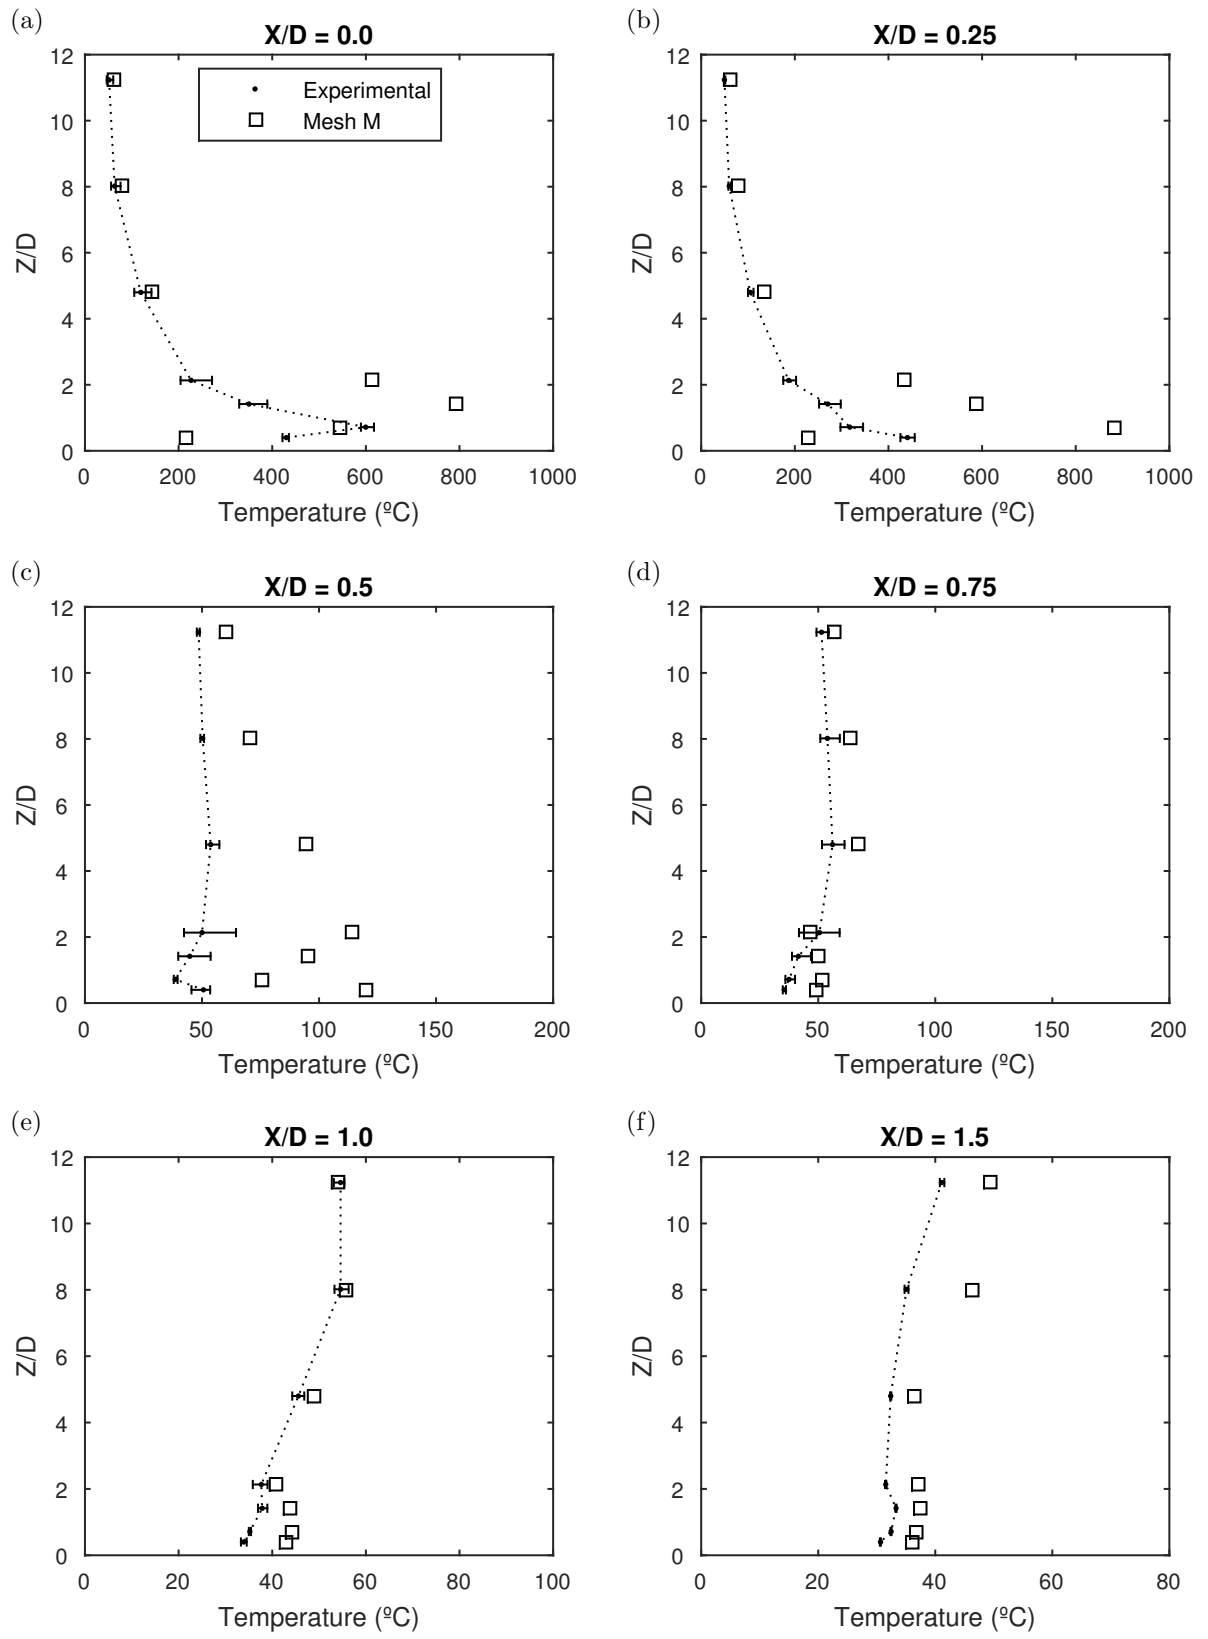 (a)
X/D = 0.0
12
10
8
6
4
2
0
Z/D
Experimental
Mesh M
0 200 400 600 800 1000
Temperature (ºC)
(b)
X/D = 0.25
12
10
8
6
4
2
0
Z/D
0 200 400 600 800 1000
Temperature (ºC)
(c)
X/D = 0.5
12
10
8
6
4
2
0
Z/D
0 50 100 150 200
Temperature (ºC)
(d)
X/D = 0.75
12
10
8
6
4
2
0
Z/D
0 50 100 150 200
Temperature (ºC)
(e)
X/D = 1.0
12
10
8
6
4
2
0
Z/D
0 20 40 60 80 100
Temperature (ºC)
(f)
X/D = 1.5
12
10
8
6
4
2
0
Z/D
0 20 40 60 80
Temperature (ºC)